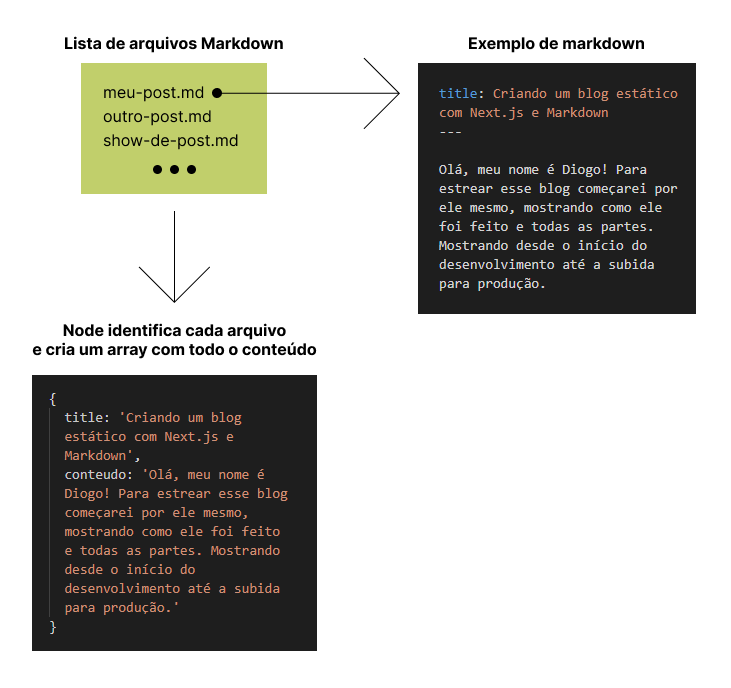 Lista de arquivos Markdown
meu-post.md
outro-post.md
show-de-post.md
Exemplo de markdown
title: Criando um blog estático
com Next.js e Markdown
---
Olá, meu nome é Diogo! Para
estrear esse blog começarei por
ele mesmo, mostrando como ele
foi feito e todas as partes.
Mostrando desde o início do
desenvolvimento até a subida
para produção.
Node identifica cada arquivo
e cria um array com todo o conteúdo
{
title: 'Criando um blog
estático com Next.js e
Markdown',
conteudo: 'Olá, meu nome é
Diogo! Para estrear esse blog
começarei por ele mesmo,
mostrando como ele foi feito
e todas as partes. Mostrando
desde o início do
desenvolvimento até a subida
para produção.'
}